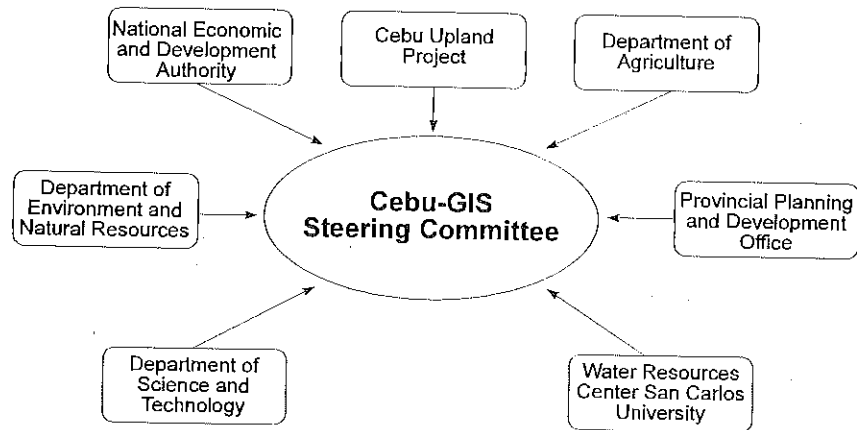 National Economic
and Development
Authority
Cebu Upland
Project
Department of
Agriculture
Department of
Environment and
Natural Resources
Cebu-GIS
Steering Committee
Provincial Planning
and Development
Office
Department of
Science and
Technology
Water Resources
Center San Carlos
University